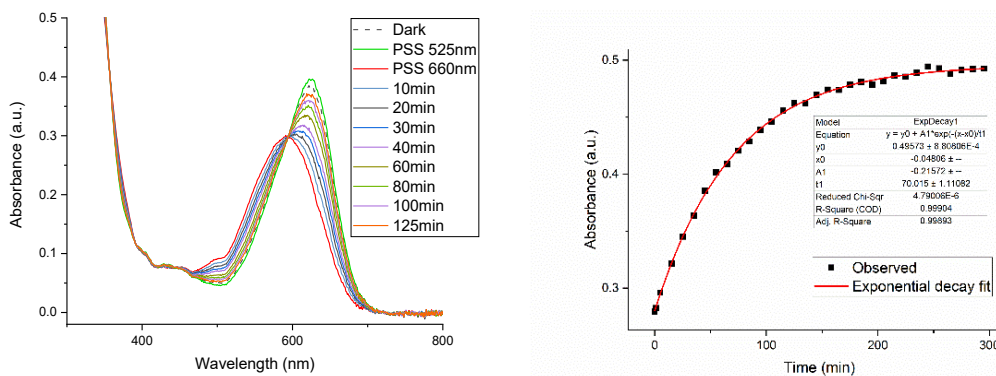 0.5
0.4
0.3
0.2
0.1
0.0
Absorbance (a.u.)
400
600
800
Wavelength (nm)
Dark
PSS 525nm
PSS 660nm
10min
20min
30min
40min
60min
80min
100min
125min
0.5
0.4
0.3
Absorbance (a.u.)
0
100
200
300
Time (min)
Model ExpDecay1
Equation y = y0 + A1*exp(-(x-x0)/t1
y0 0.49573 ± 8.80806E-4
x0 -0.04806 ± --
A1 -0.21572 ± --
t1 70.015 ± 1.11082
Reduced Chi-Sqr 4.79006E-6
R-Square (COD) 0.99904
Adj. R-Square 0.99893
Observed
Exponential decay fit